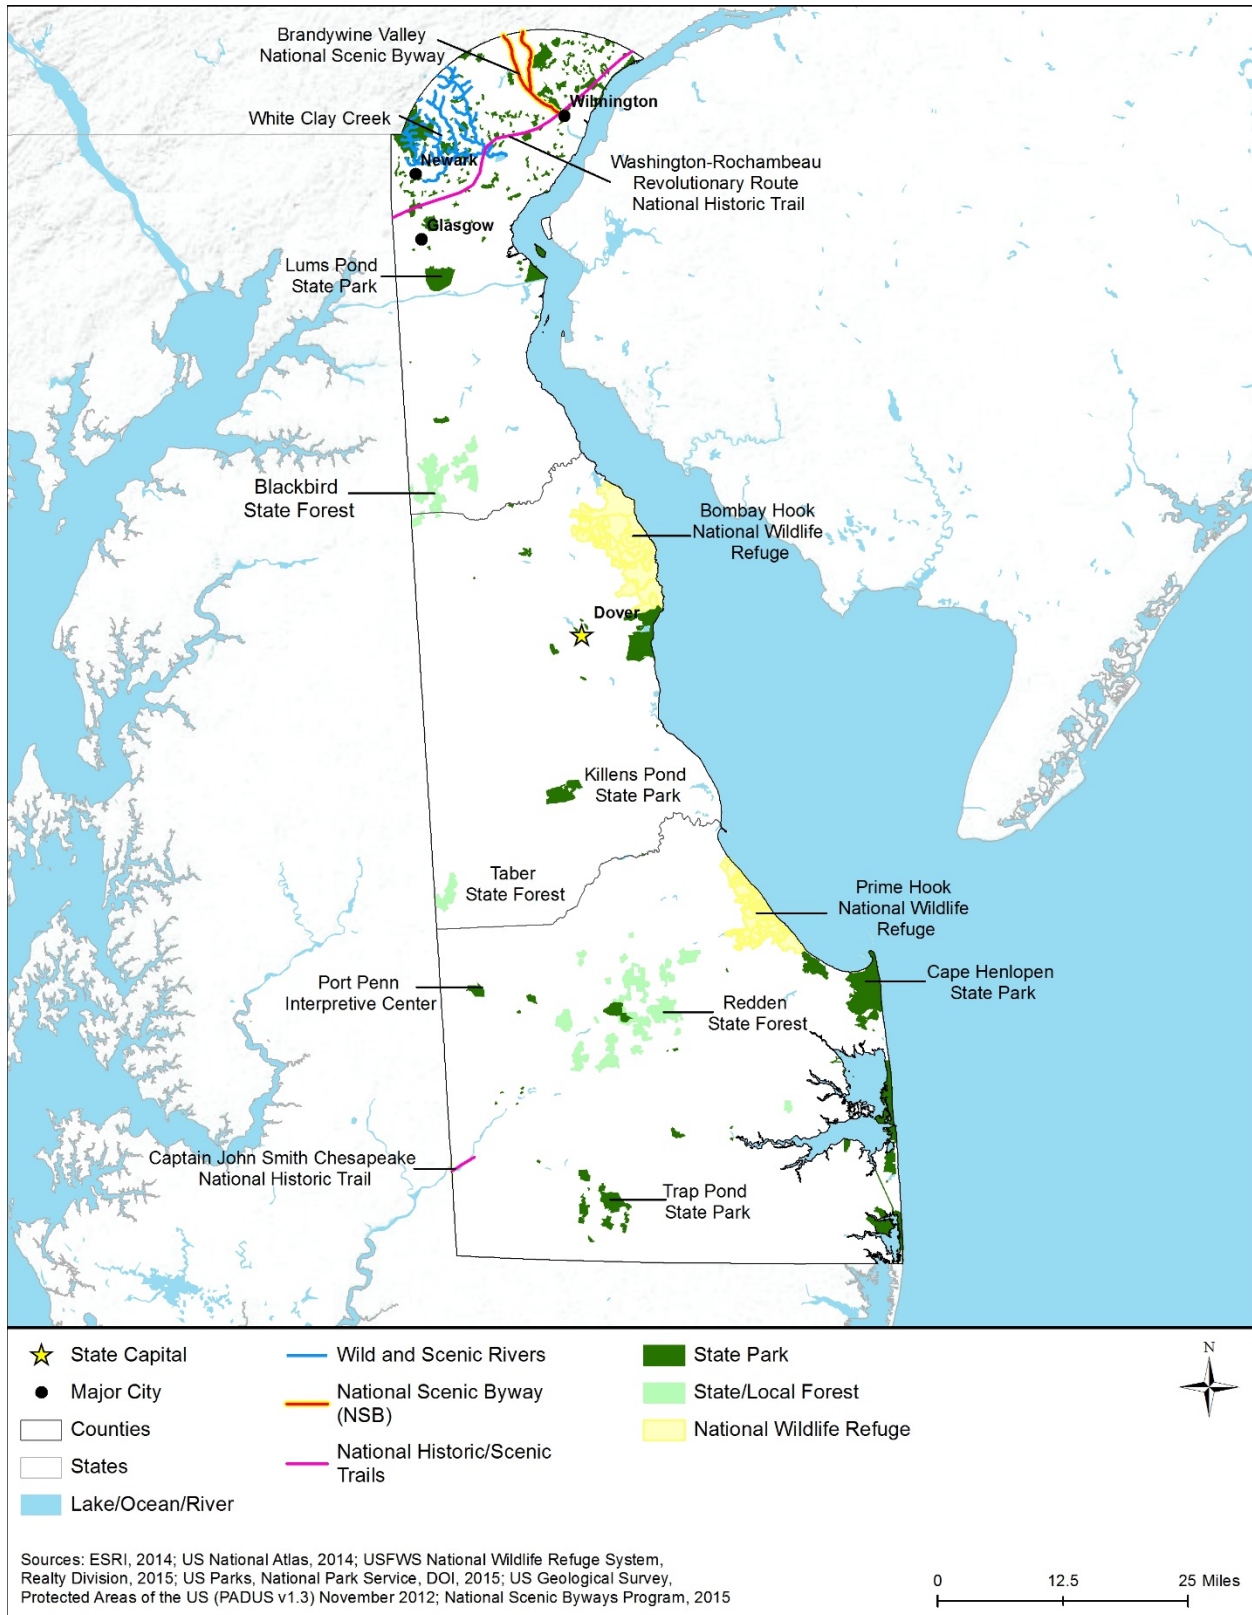 Brandywine Valley
National Scenic Byway
White Clay Creek
Wilmington
Newark
Washington-Rochambeau
Revolutionary Route
National Historic Trail
Glasgow
Lums Pond
State Park
Blackbird
State Forest
Bombay Hook
National Wildlife
Refuge
Dover
Killens Pond
State Park
Taber
State Forest
Prime Hook
National Wildlife
Refuge
Port Penn
Interpretive Center
Cape Henlopen
State Park
Redden
State Forest
Captain John Smith Chesapeake
National Historic Trail
Trap Pond
State Park
State Capital
Major City
Counties
States
Lake/Ocean/River
Wild and Scenic Rivers
National Scenic Byway
(NSB)
National Historic/Scenic
Trails
State Park
State/Local Forest
National Wildlife Refuge
N
Sources: ESRI, 2014; US National Atlas, 2014; USFWS National Wildlife Refuge System,
Realty Division, 2015; US Parks, National Park Service, DOI, 2015; US Geological Survey,
Protected Areas of the US (PADUS v1.3) November 2012; National Scenic Byways Program, 2015
0 12.5 25 Miles